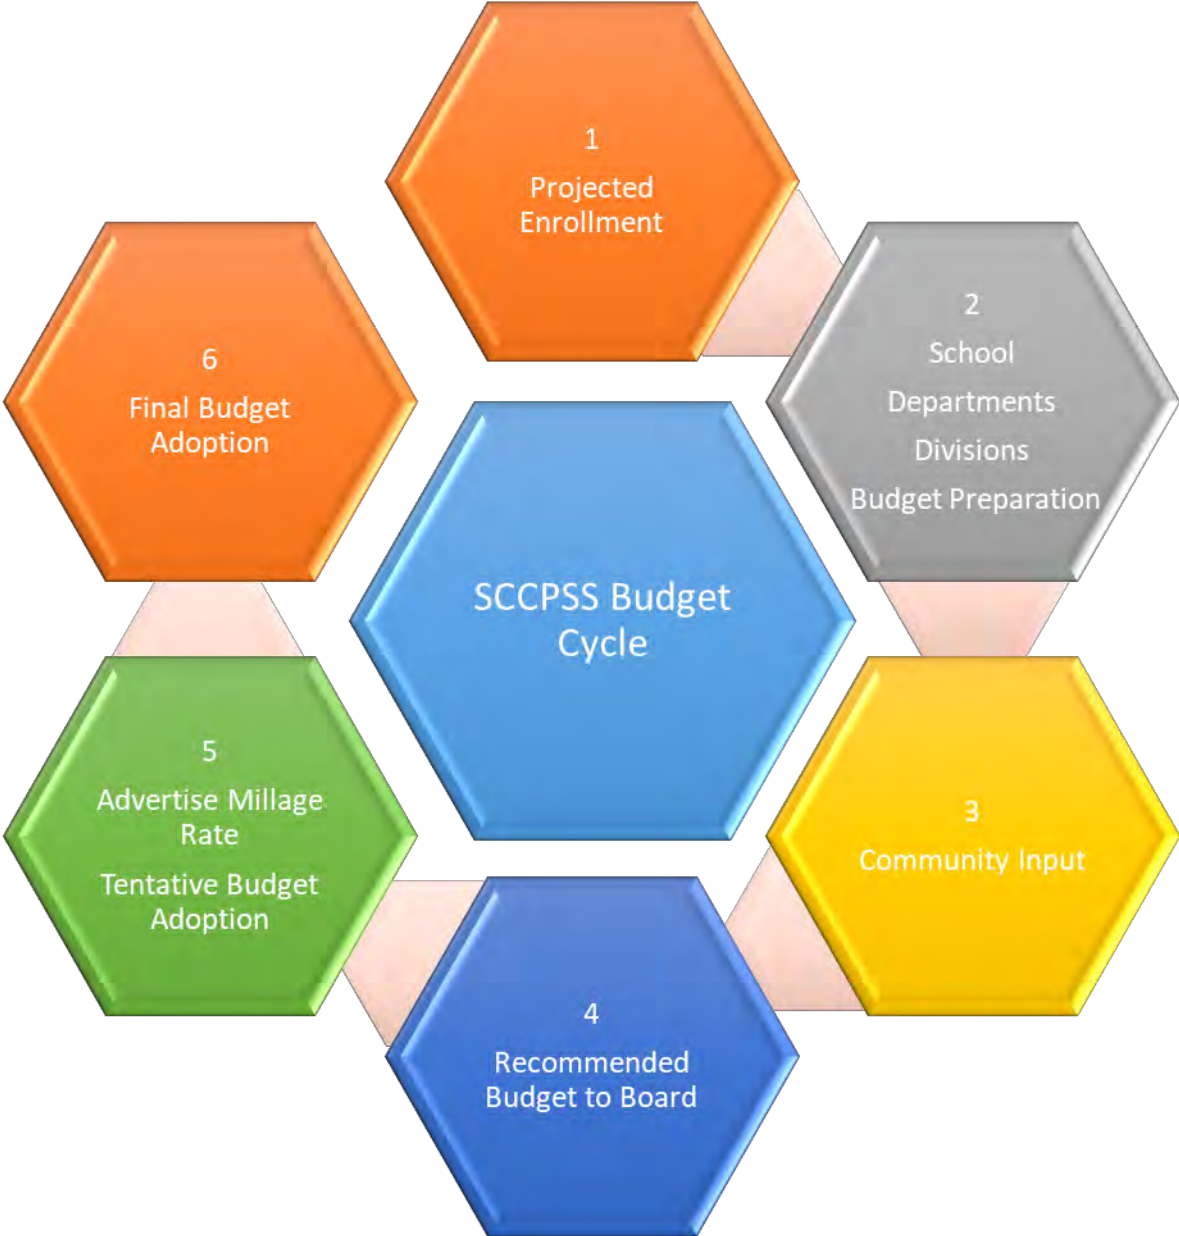 1
Projected
Enrollment
2
School
Departments
Divisions
Budget Preparation
3
Community Input
4
Recommended
Budget to Board
5
Advertise Millage
Rate
Tentative Budget
Adoption
6
Final Budget
Adoption
SCCPSS Budget
Cycle